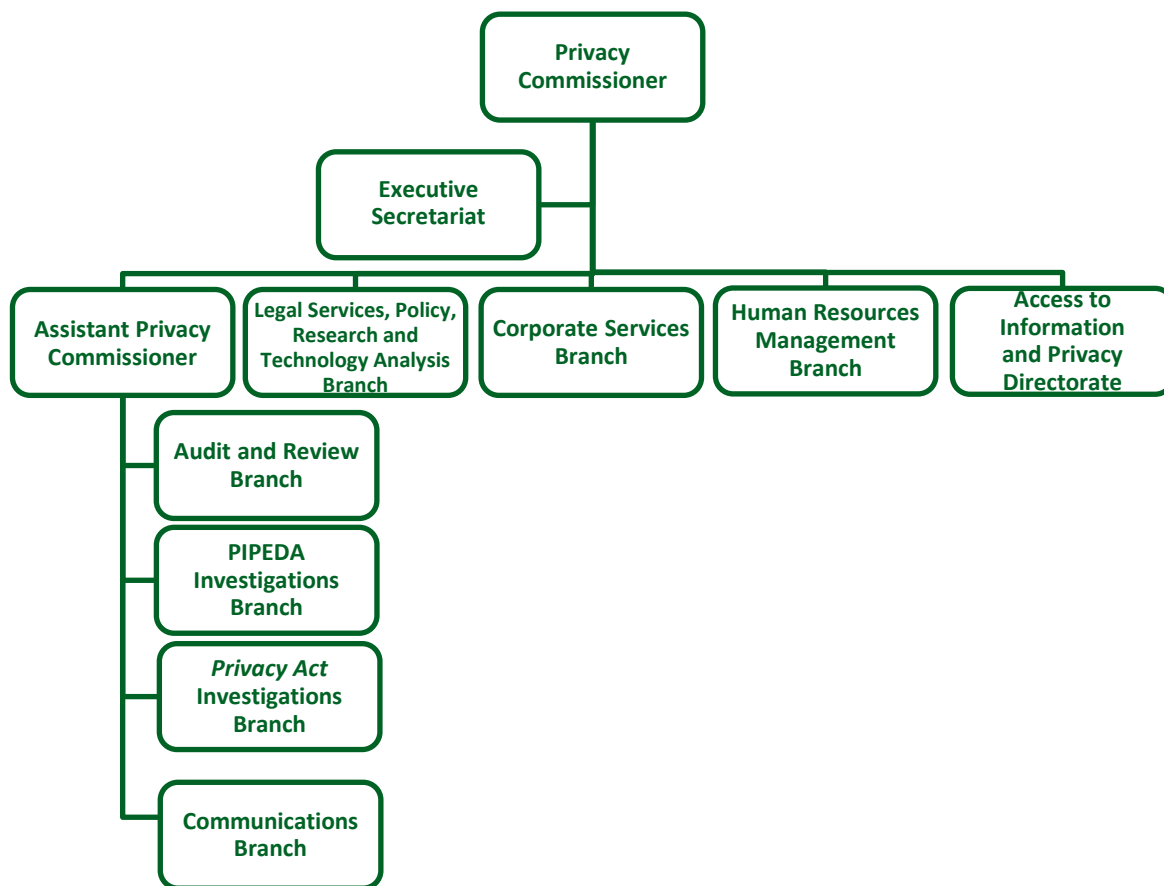 Privacy
Commissioner
Executive
Secretariat
Assistant Privacy
Commissioner
Legal Services, Policy,
Research and
Technology Analysis
Branch
Corporate Services
Branch
Human Resources
Management
Branch
Access to
Information
and Privacy
Directorate
Audit and Review
Branch
PIPEDA
Investigations
Branch
Privacy Act
Investigations
Branch
Communications
Branch